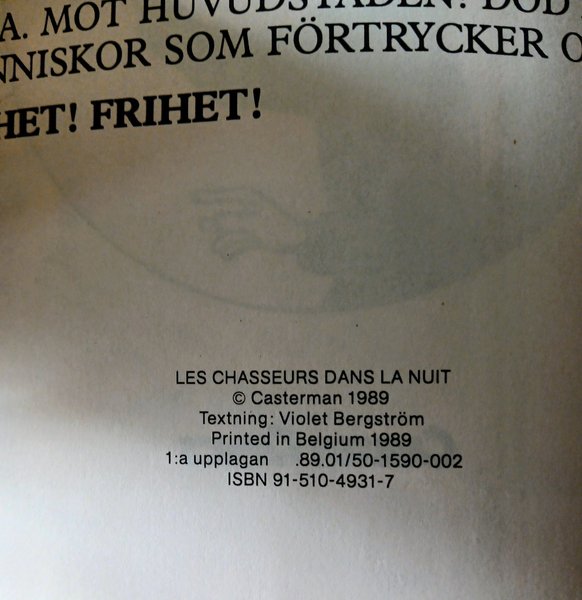 A. MOT HUVUDSTADEN! DÖD
NNISKOR SOM FÖRTRYCKER O
HET! FRIHET!
LES CHASSEURS DANS LA NUIT
© Casterman 1989
Textning: Violet Bergström
Printed in Belgium 1989
1:a upplagan .89.01/50-1590-002
ISBN 91-510-4931-7